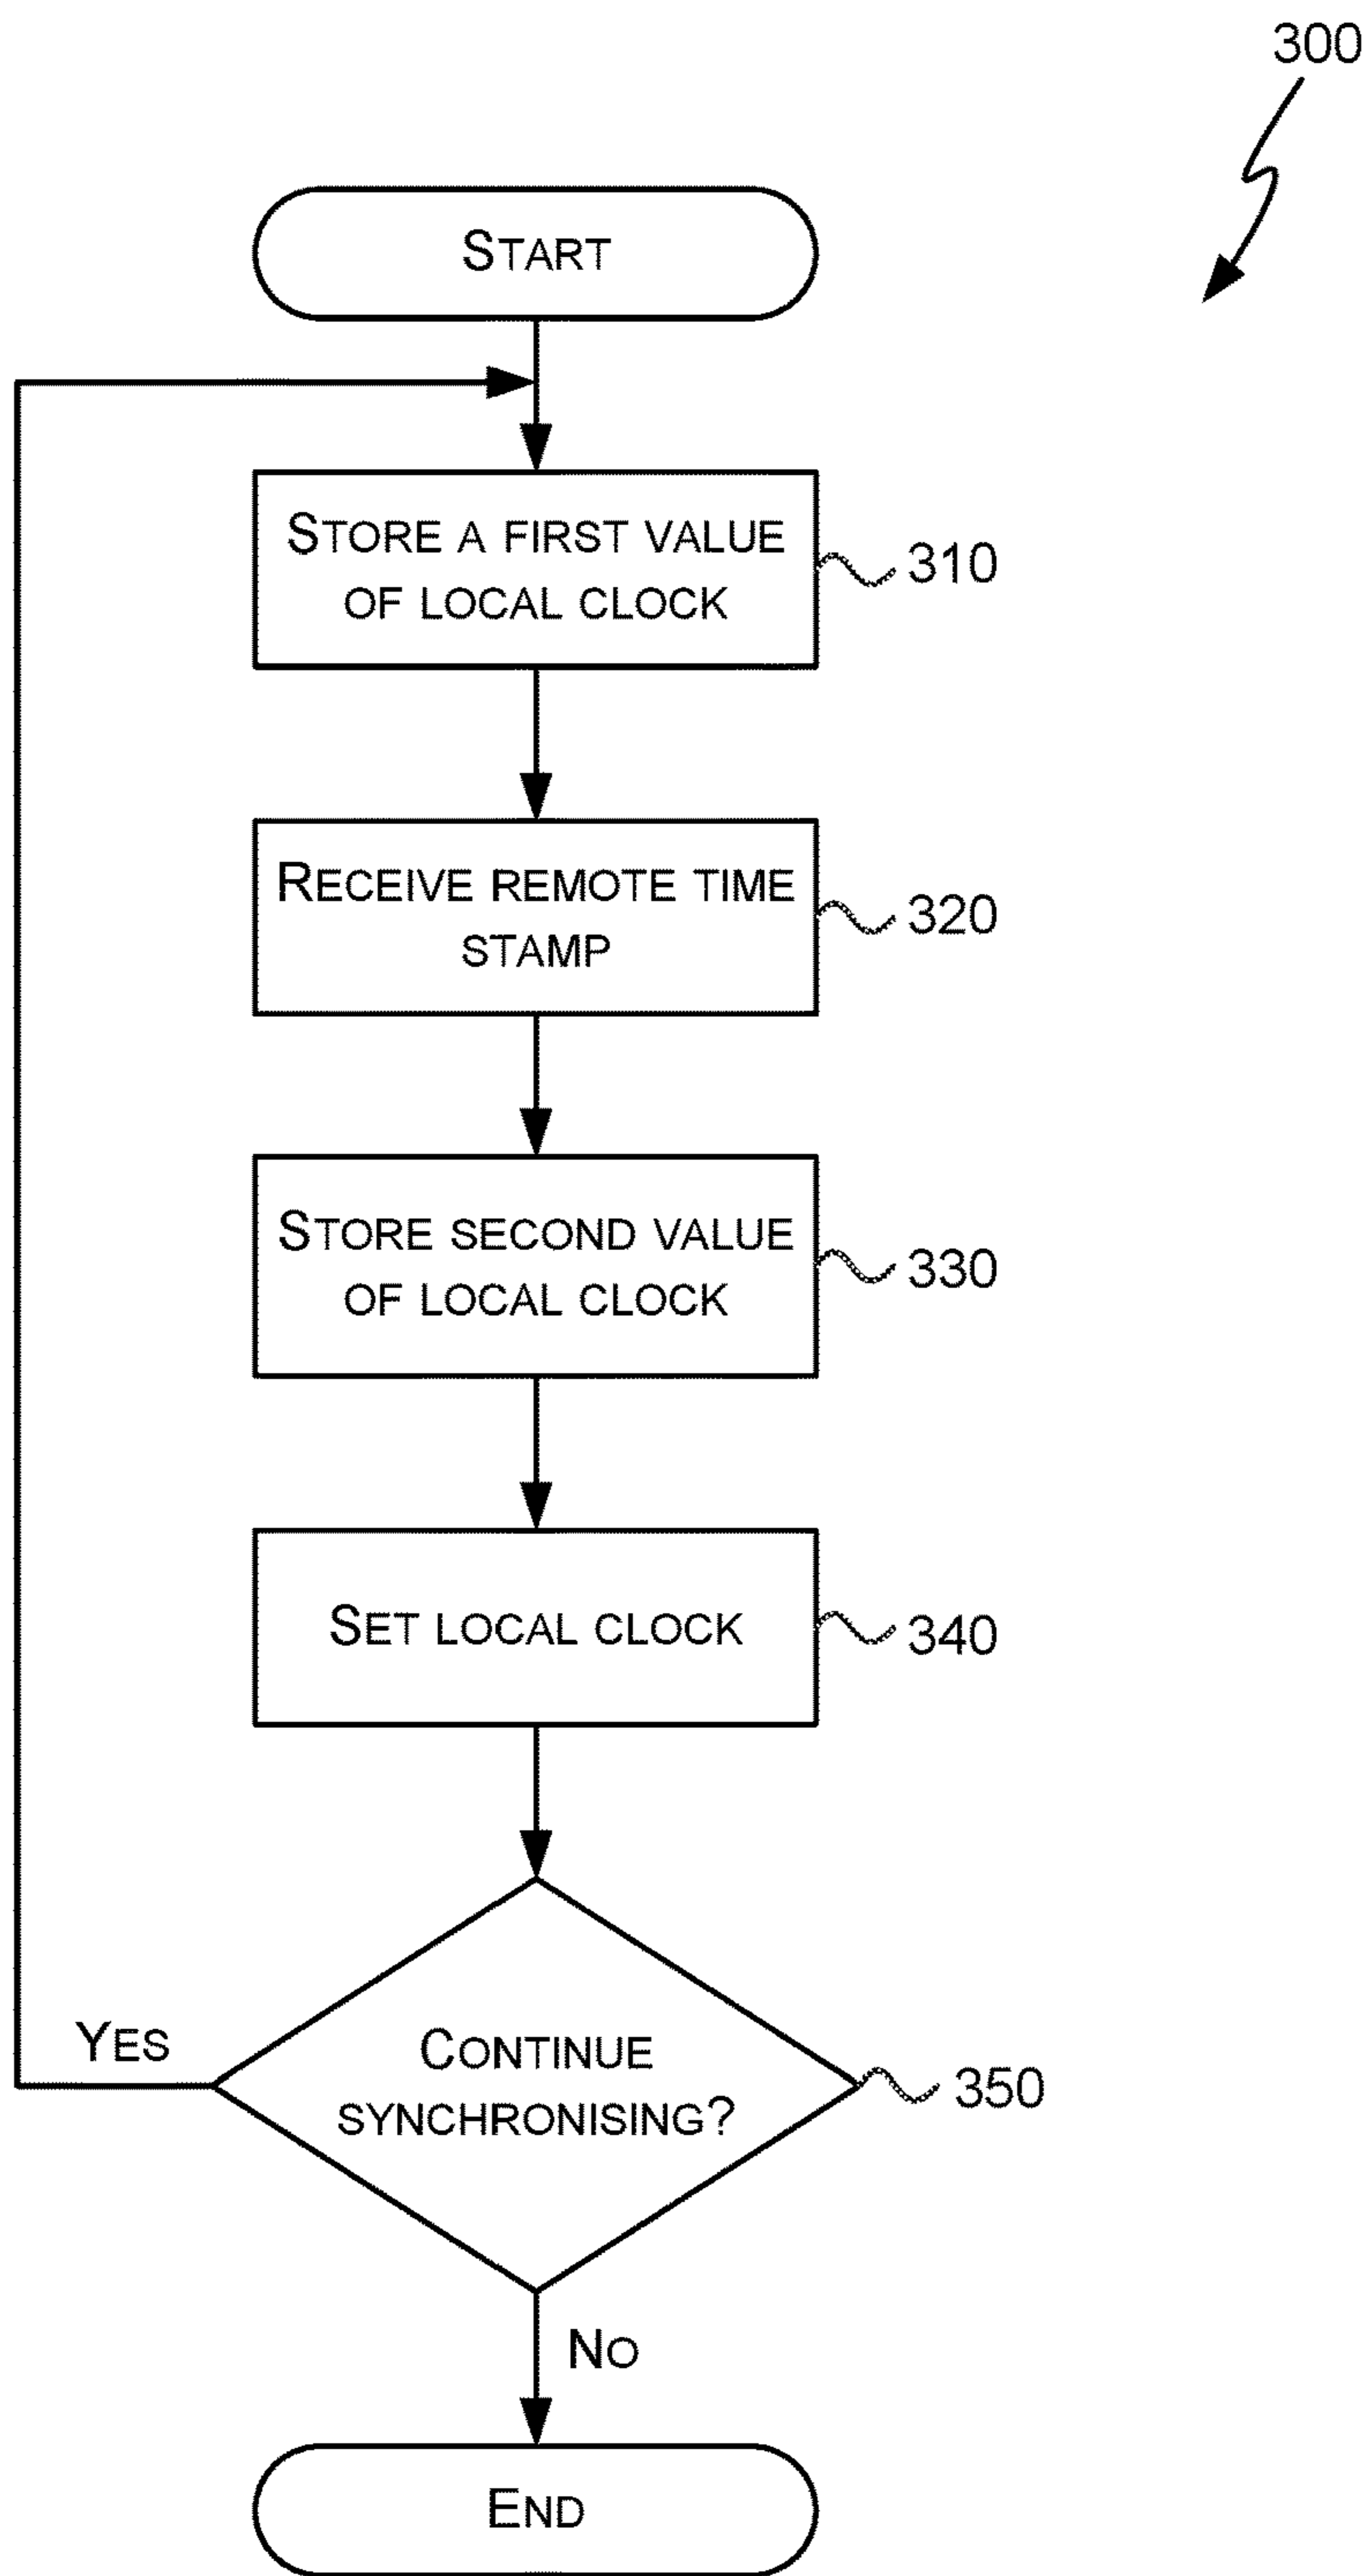 300
START
STORE A FIRST VALUE
OF LOCAL CLOCK
310
RECEIVE REMOTE TIME
STAMP
320
STORE SECOND VALUE
OF LOCAL CLOCK
330
SET LOCAL CLOCK
340
YES
CONTINUE
SYNCHRONISING?
350
NO
END